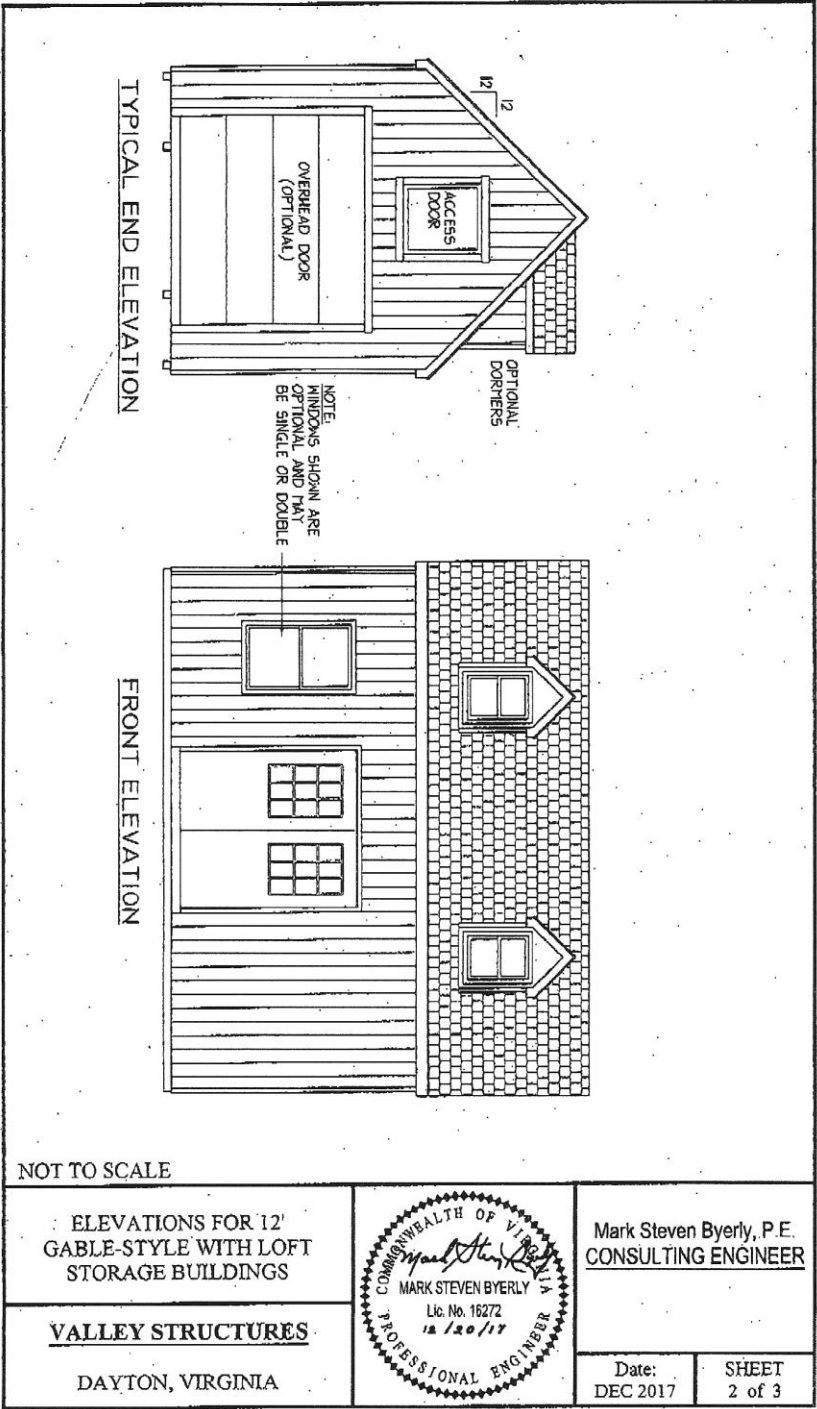 12
12
ACCESS
DOOR
OVERHEAD DOOR
(OPTIONAL)
OPTIONAL
DORMERS
TYPICAL END ELEVATION
NOTE:
WINDOWS SHOWN ARE
OPTIONAL AND MAY
BE SINGLE OR DOUBLE
FRONT ELEVATION
NOT TO SCALE
ELEVATIONS FOR 12'
GABLE-STYLE WITH LOFT
STORAGE BUILDINGS
VALLEY STRUCTURES
DAYTON, VIRGINIA
COMMONWEALTH OF VIRGINIA
MARK STEVEN BYERLY
Lic. No. 16272
12/20/17
PROFESSIONAL ENGINEER
Mark Steven Byerly, P.E.
CONSULTING ENGINEER
Date:
DEC 2017
SHEET
2 of 3